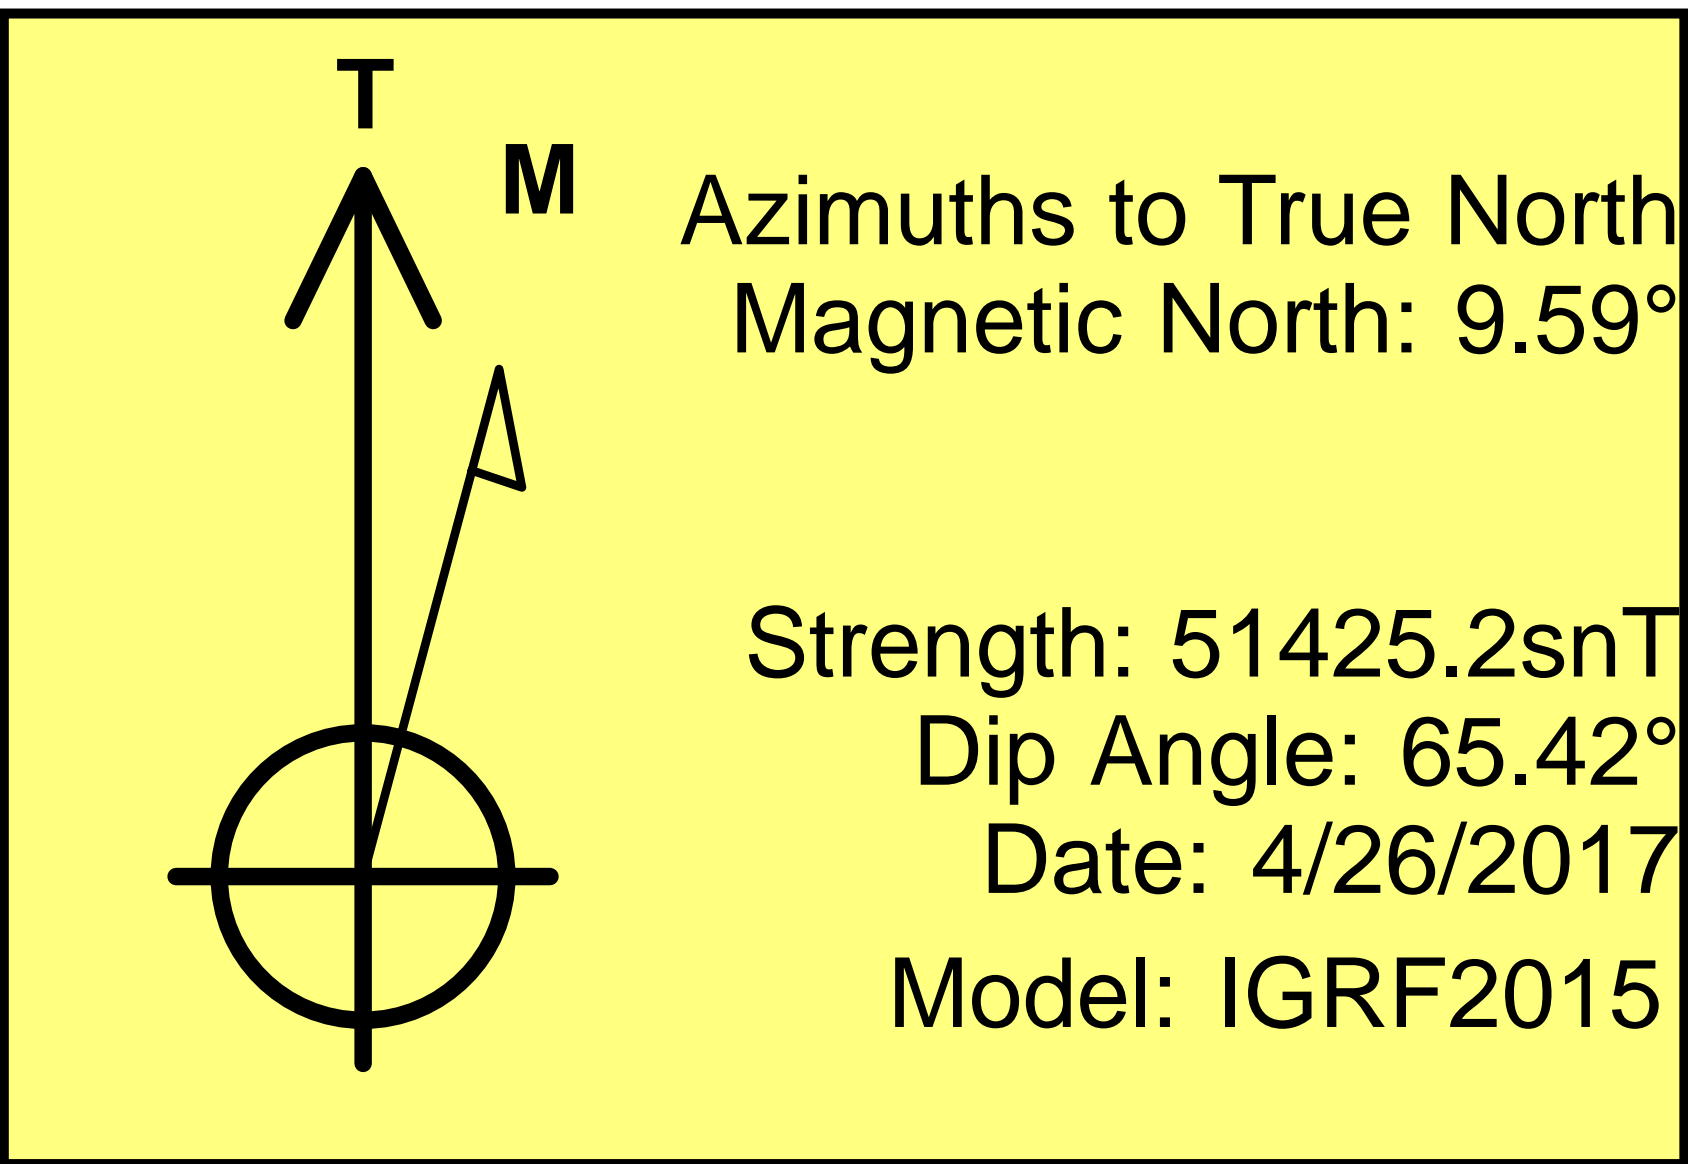 T
M
Azimuths to True North
Magnetic North: 9.59°
Strength: 51425.2snT
Dip Angle: 65.42°
Date: 4/26/2017
Model: IGRF2015